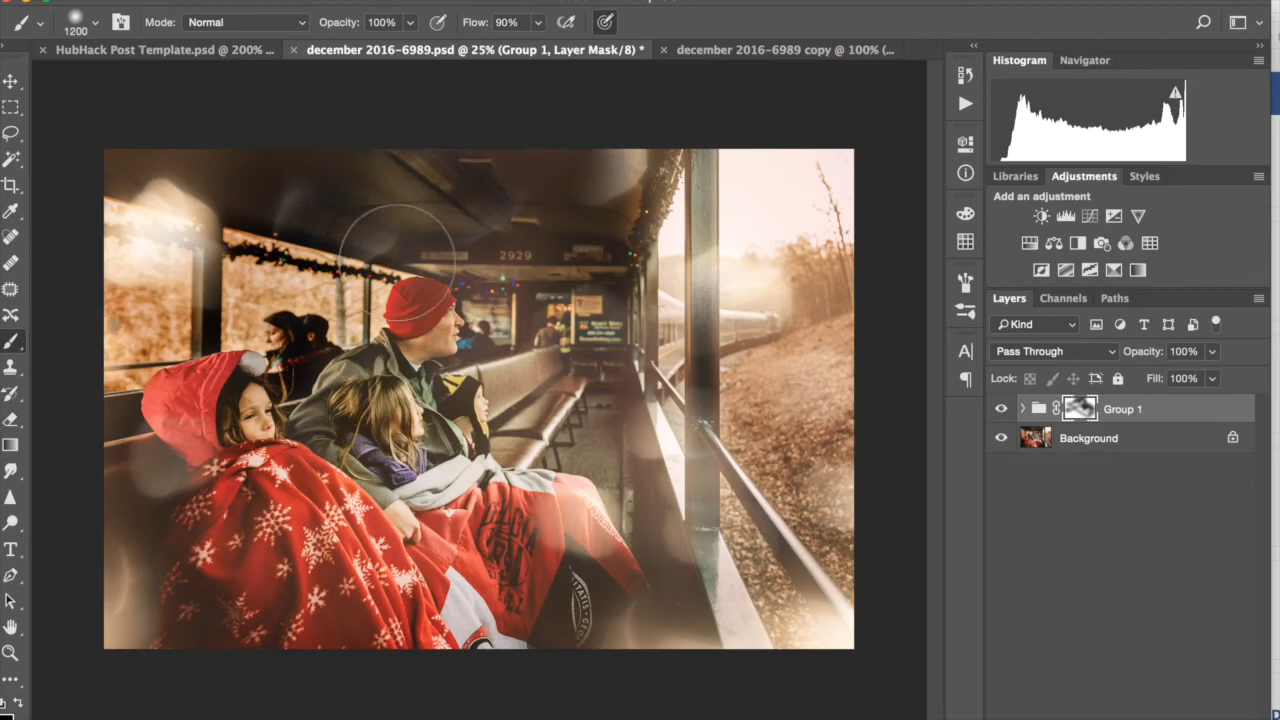 1200
Mode: Normal
Opacity: 100%
Flow: 90%
HubHack Post Template.psd @ 200% ...
december 2016-6989.psd @ 25% (Group 1, Layer Mask/8) *
december 2016-6989 copy @ 100% (...
Histogram
Navigator
Libraries
Adjustments
Styles
Add an adjustment
Layers
Channels
Paths
Kind
Pass Through
Opacity: 100%
Lock:
Fill: 100%
Group 1
Background
2929